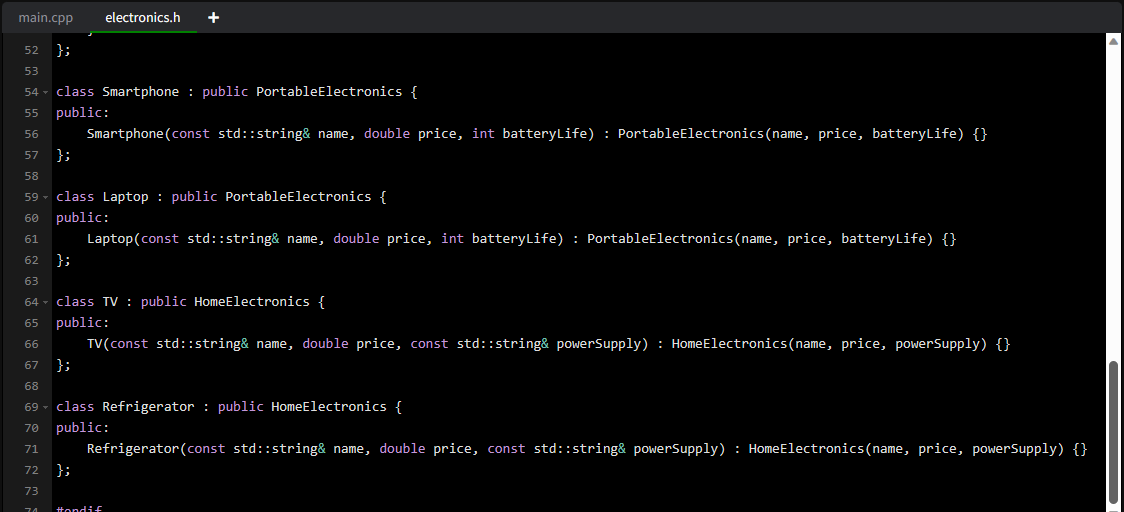 main.cpp electronics.h +
52 };
53
54 class Smartphone : public PortableElectronics {
55 public:
56     Smartphone(const std::string& name, double price, int batteryLife) : PortableElectronics(name, price, batteryLife) {}
57 };
58
59 class Laptop : public PortableElectronics {
60 public:
61     Laptop(const std::string& name, double price, int batteryLife) : PortableElectronics(name, price, batteryLife) {}
62 };
63
64 class TV : public HomeElectronics {
65 public:
66     TV(const std::string& name, double price, const std::string& powerSupply) : HomeElectronics(name, price, powerSupply) {}
67 };
68
69 class Refrigerator : public HomeElectronics {
70 public:
71     Refrigerator(const std::string& name, double price, const std::string& powerSupply) : HomeElectronics(name, price, powerSupply) {}
72 };
73
74 #endif